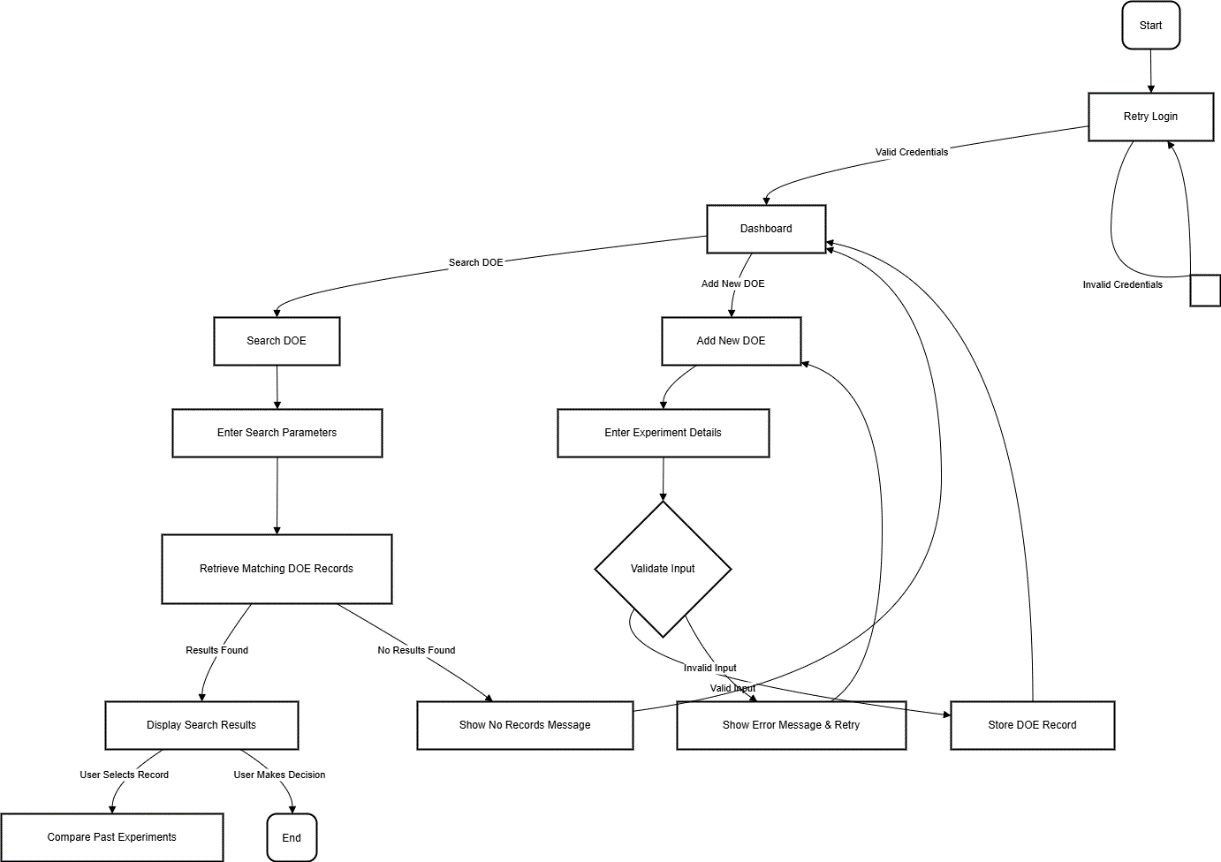 Start
Retry Login
Valid Credentials
Dashboard
Search DOE
Add New DOE
Invalid Credentials
Search DOE
Add New DOE
Enter Search Parameters
Enter Experiment Details
Retrieve Matching DOE Records
Validate Input
Results Found
No Results Found
Invalid Input
Valid Input
Display Search Results
Show No Records Message
Show Error Message & Retry
Store DOE Record
User Selects Record
User Makes Decision
Compare Past Experiments
End